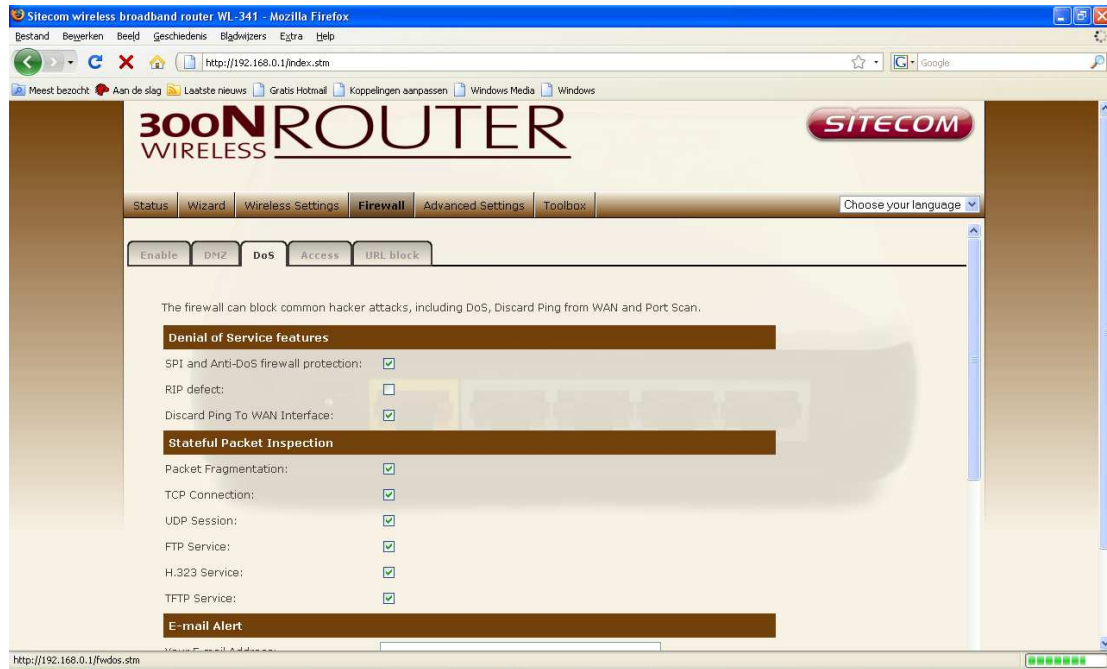 Sitecom wireless broadband router WL-341 - Mozilla Firefox
Bestand Bewerken Beeld Geschiedenis Bladwijzers Extra Help
http://192.168.0.1/index.stm
G Google
Meest bezocht Aan de slag Laatste nieuws Gratis Hotmail Koppelingen aanpassen Windows Media Windows
300N ROUTER
WIRELESS
SITECOM
Status Wizard Wireless Settings Firewall Advanced Settings Toolbox Choose your language
Enable DMZ DoS Access URL block
The firewall can block common hacker attacks, including DoS, Discard Ping from WAN and Port Scan.
Denial of Service features
SPI and Anti-DoS firewall protection:
RIP defect:
Discard Ping To WAN Interface:
Stateful Packet Inspection
Packet Fragmentation:
TCP Connection:
UDP Session:
FTP Service:
H.323 Service:
TFTP Service:
E-mail Alert
Your E-mail Address:
http://192.168.0.1/fwdos.stm